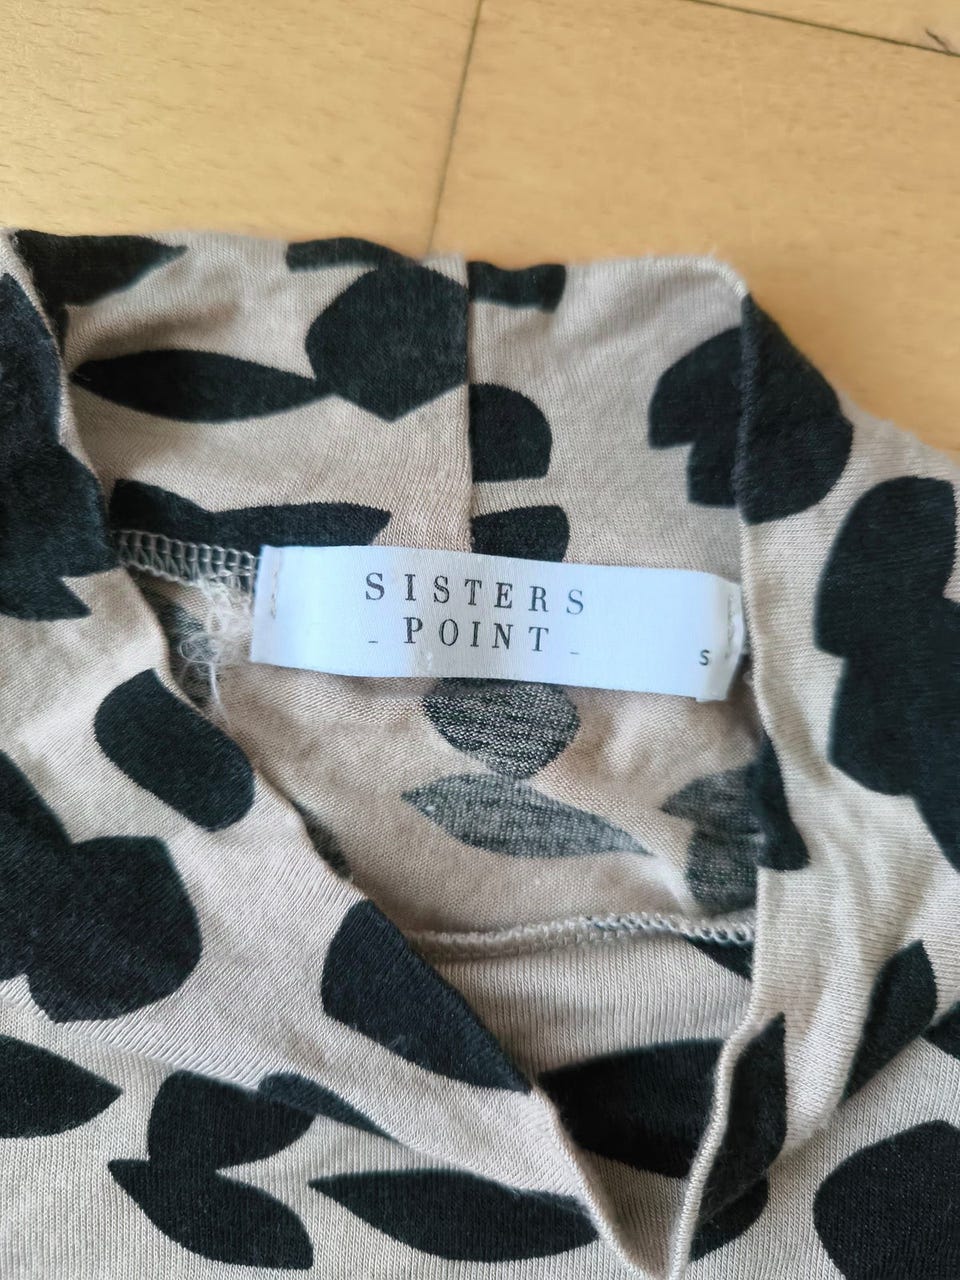 SISTERS
- POINT -
S